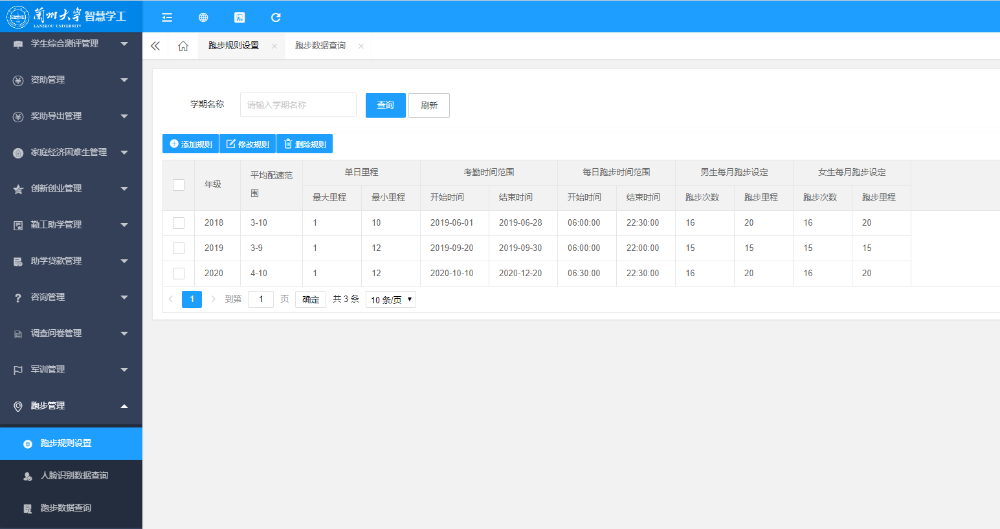 兰州大学 智慧学工
LANZHOU UNIVERSITY
学生综合测评管理
资助管理
奖助导出管理
家庭经济困难生管理
创新创业管理
勤工助学管理
助学贷款管理
咨询管理
调查问卷管理
军训管理
跑步管理
跑步规则设置
人脸识别数据查询
跑步数据查询
跑步规则设置 × 跑步数据查询 ×
学期名称 请输入学期名称 查询 刷新
添加规则 修改规则 删除规则
年级 平均配速范围 单日里程 考勤时间范围 每日跑步时间范围 男生每月跑步设定 女生每月跑步设定
最大里程 最小里程 开始时间 结束时间 开始时间 结束时间 跑步次数 跑步里程 跑步次数 跑步里程
2018 3-10 1 10 2019-06-01 2019-06-28 06:00:00 22:30:00 16 20 16 20
2019 3-9 1 12 2019-09-20 2019-09-30 06:00:00 22:00:00 15 15 15 15
2020 4-10 1 12 2020-10-10 2020-12-20 06:30:00 22:30:00 16 20 16 20
1 到第 1 页 确定 共 3 条 10 条/页